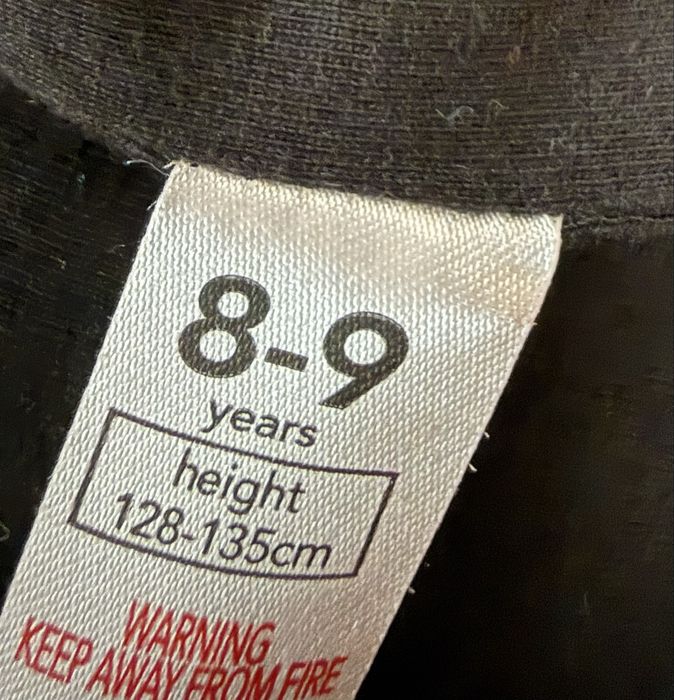 8-9
years
height
128-135cm
WARNING
KEEP AWAY FROM FIRE